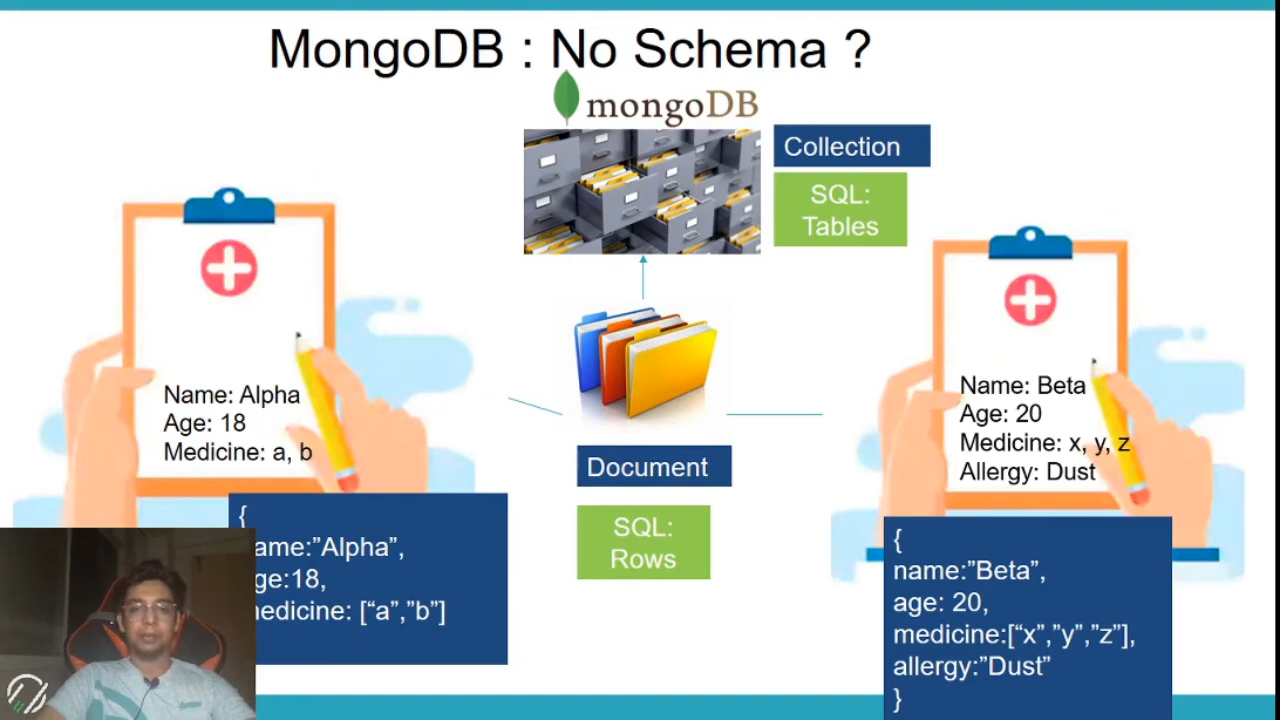 MongoDB : No Schema ?
mongoDB
Collection
SQL:
Tables
Name: Alpha
Age: 18
Medicine: a, b
Name: Beta
Age: 20
Medicine: x, y, z
Allergy: Dust
Document
SQL:
Rows
{
ame:”Alpha”,
ge:18,
edicine: [“a”,”b”]
{
name:”Beta”,
age: 20,
medicine:[“x”,”y”,”z”],
allergy:”Dust”
}